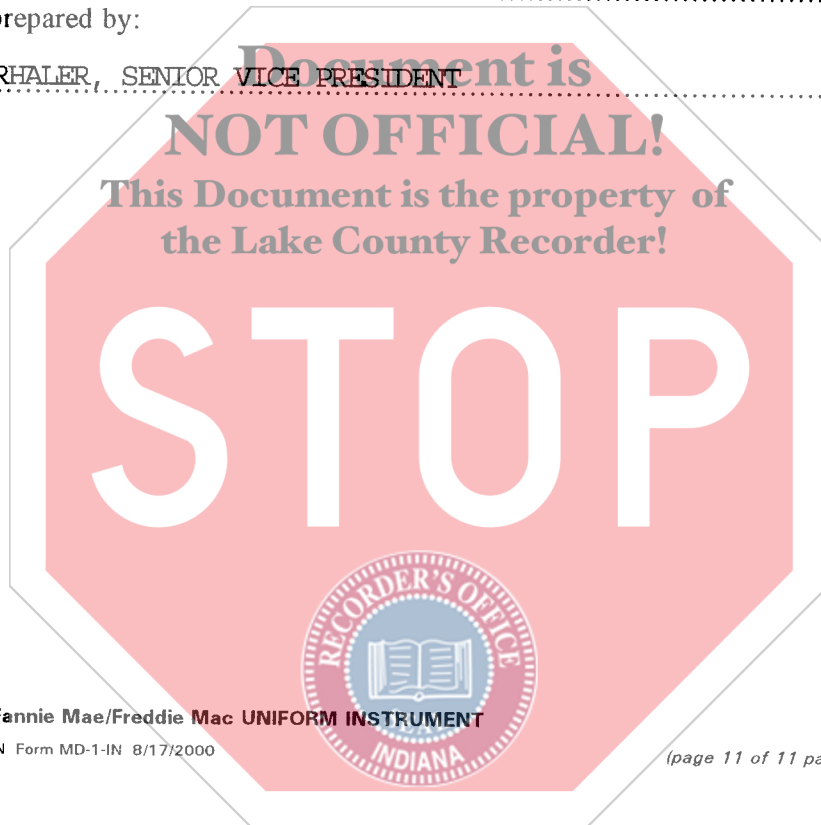 prepared by:
RHALER, SENIOR VICE PRESIDENT
Document is
NOT OFFICIAL!
This Document is the property of
the Lake County Recorder!
STOP
RECORDER'S OFFICE
INDIANA
Fannie Mae/Freddie Mac UNIFORM INSTRUMENT
N Form MD-1-IN 8/17/2000
(page 11 of 11 pa